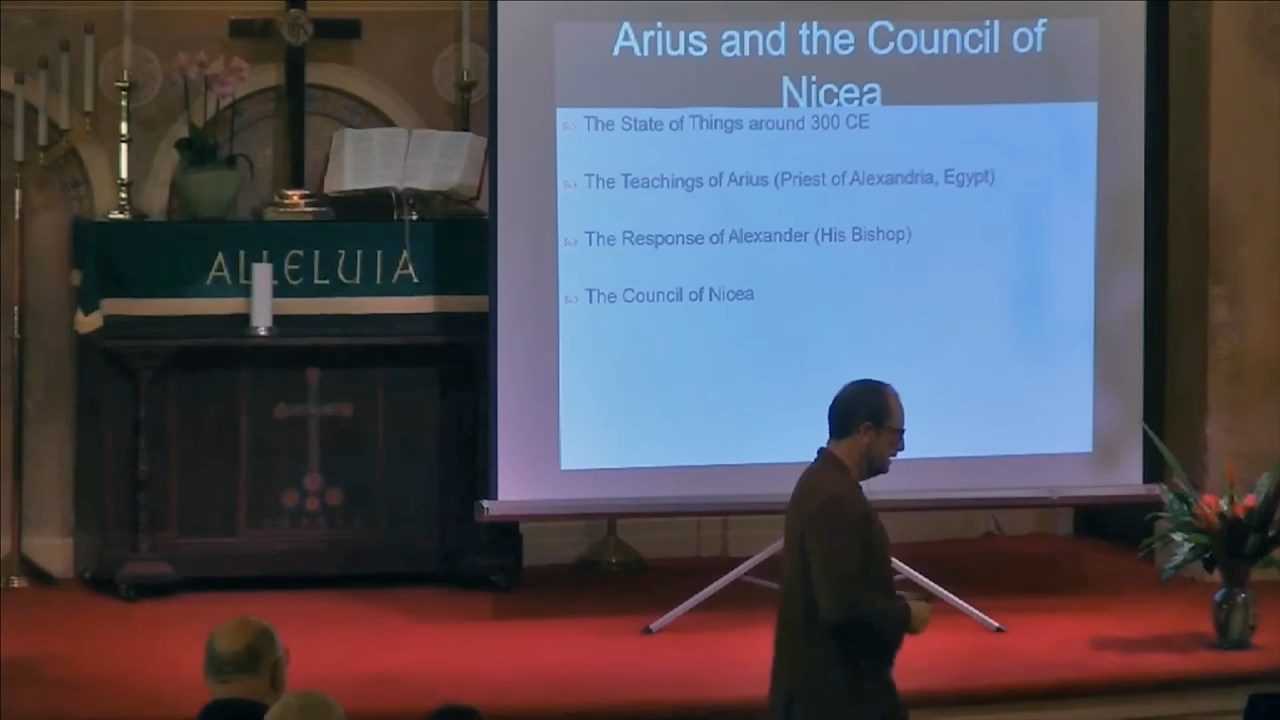 Arius and the Council of
Nicea
The State of Things around 300 CE
The Teachings of Arius (Priest of Alexandria, Egypt)
The Response of Alexander (His Bishop)
The Council of Nicea
ALLELUIA